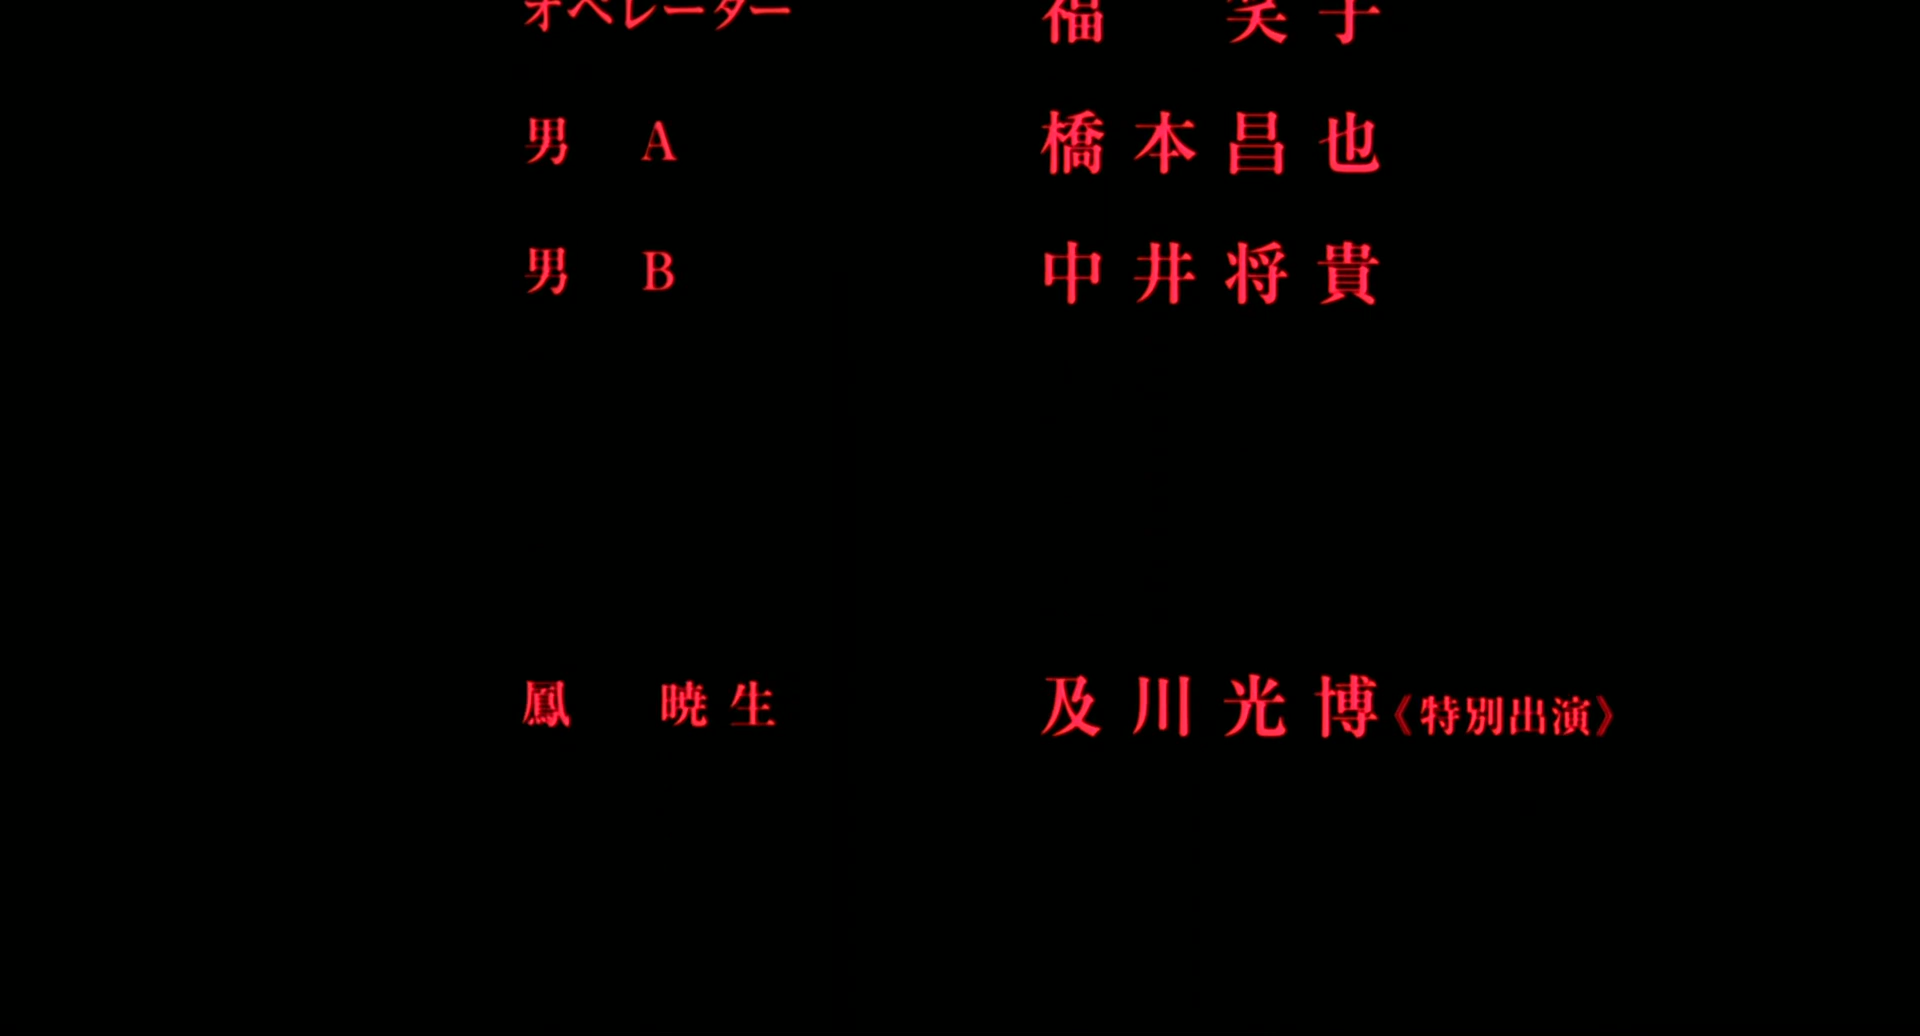 オペレーター 福 笑子
男 A 橋本昌也
男 B 中井将貴
鳳 暁生 及川光博《特別出演》